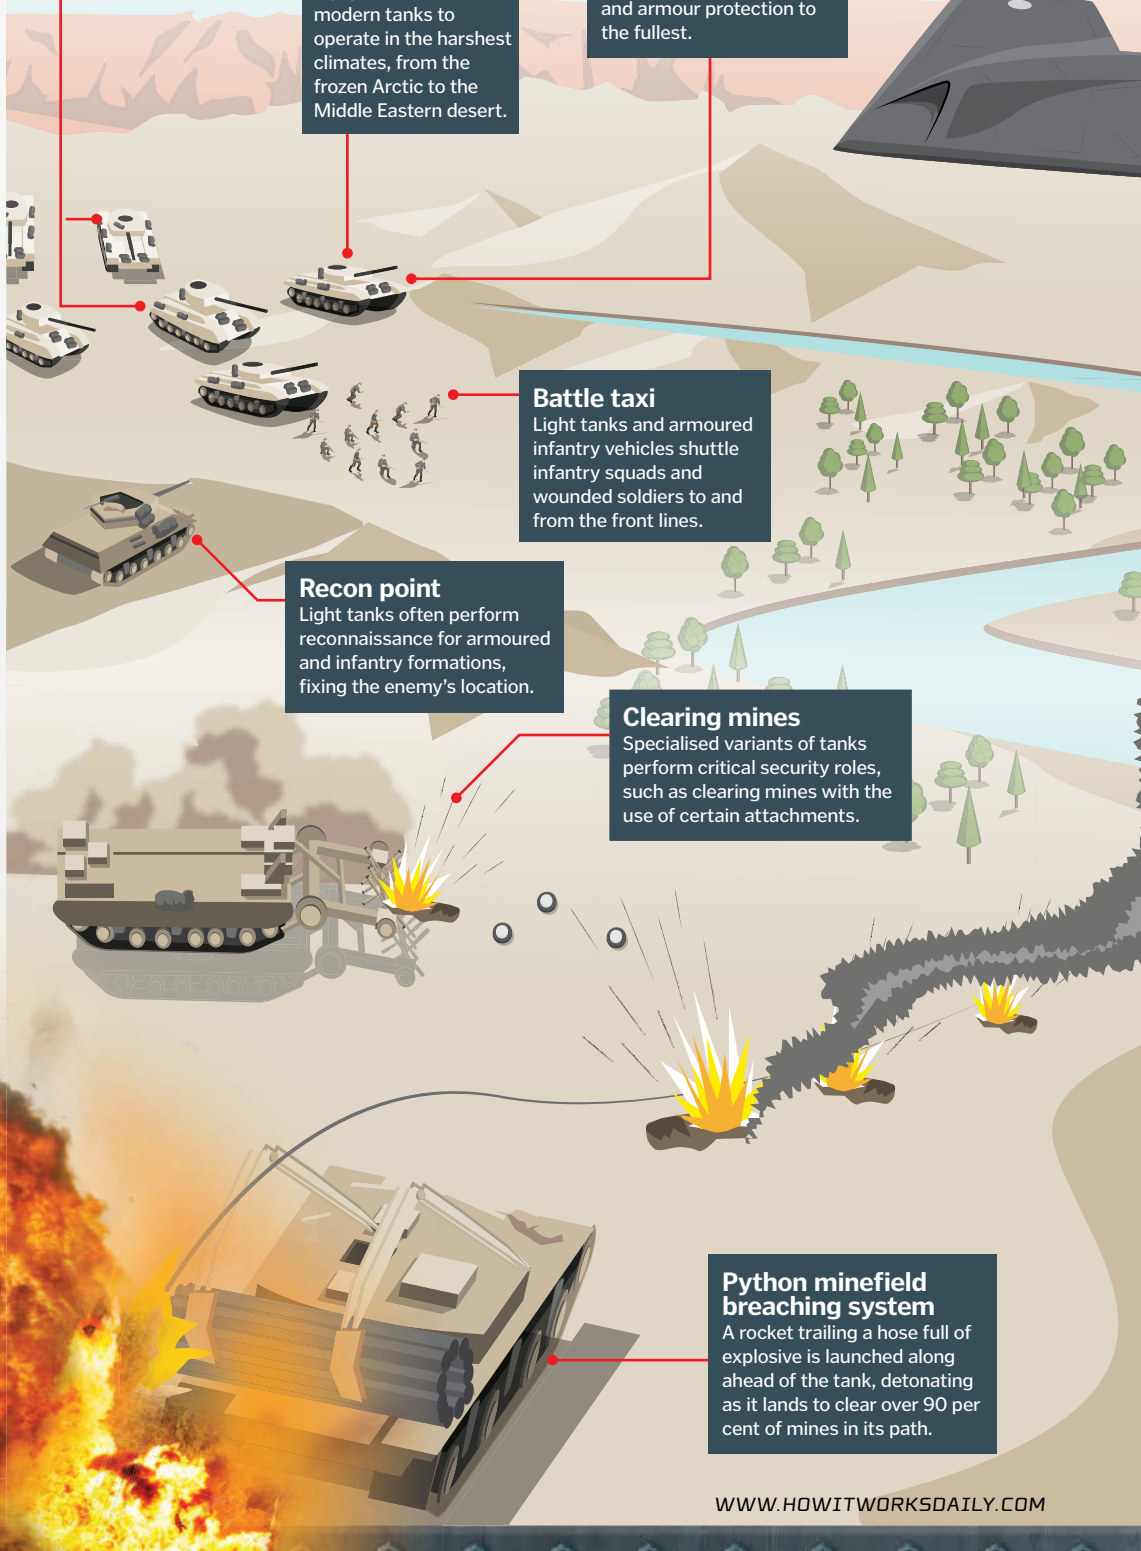 modern tanks to
operate in the harshest
climates, from the
frozen Arctic to the
Middle Eastern desert.
and armour protection to
the fullest.
Battle taxi
Light tanks and armoured
infantry vehicles shuttle
infantry squads and
wounded soldiers to and
from the front lines.
Recon point
Light tanks often perform
reconnaissance for armoured
and infantry formations,
fixing the enemy's location.
Clearing mines
Specialised variants of tanks
perform critical security roles,
such as clearing mines with the
use of certain attachments.
Python minefield
breaching system
A rocket trailing a hose full of
explosive is launched along
ahead of the tank, detonating
as it lands to clear over 90 per
cent of mines in its path.
WWW.HOWITWORKSDAILY.COM